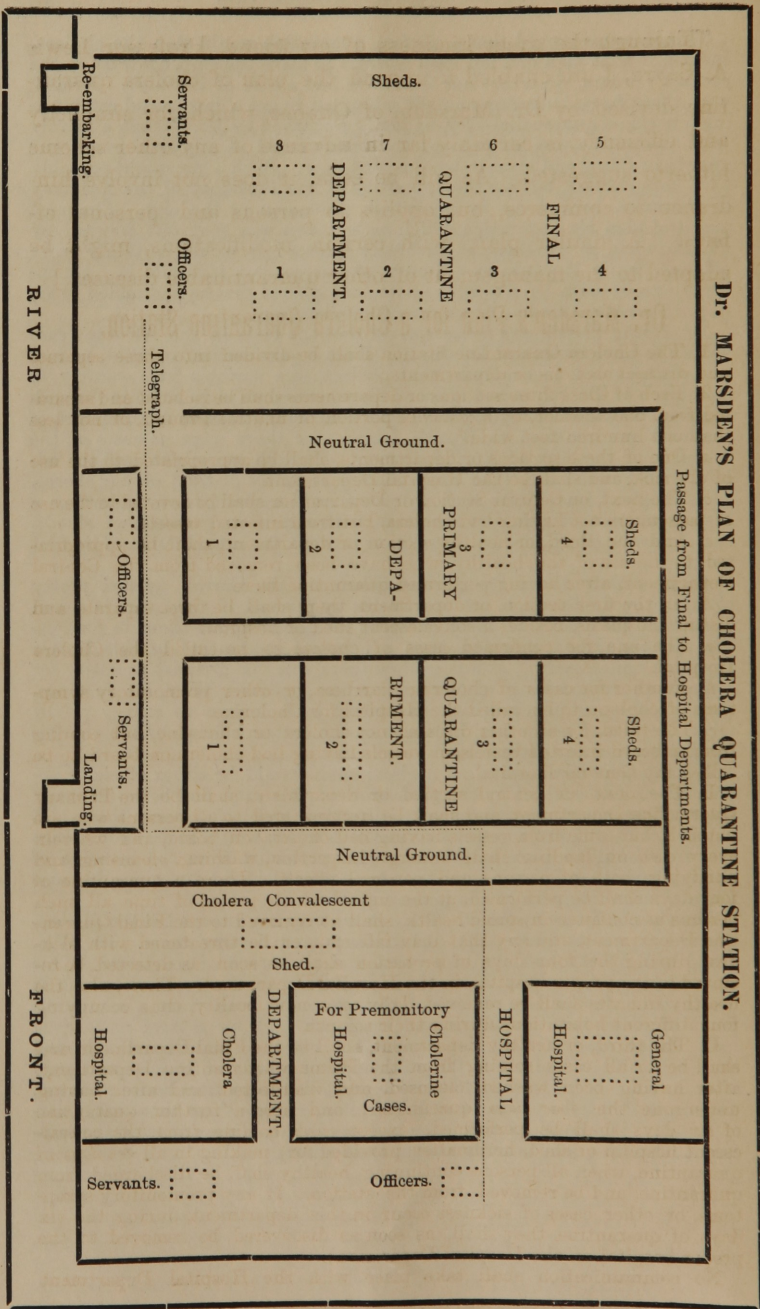 Dr. MARSDEN'S PLAN OF CHOLERA QUARANTINE STATION.
RIVER FRONT.
Re-embarking.
Servants.
Sheds.
8
7
6
5
FINAL
QUARANTINE
DEPARTMENT.
Officers.
1
2
3
4
Telegraph.
Neutral Ground.
Passage from Final to Hospital Departments.
Officers.
1
2
3
4
Sheds.
PRIMARY
DEPA-
Servants.
1
2
3
4
Sheds.
QUARANTINE
RTMENT.
Landing.
Neutral Ground.
Cholera Convalescent
Shed.
HOSPITAL
DEPARTMENT.
Cholera
Hospital.
For Premonitory
Cholerine
Hospital.
Cases.
General
Hospital.
Servants.
Officers.